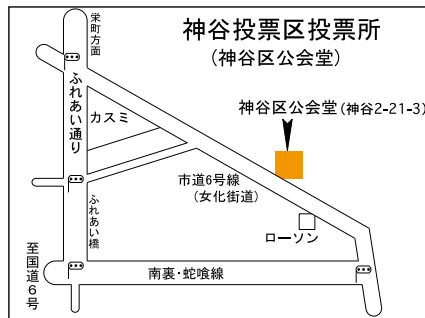 神谷投票区投票所
(神谷区公会堂)
栄町方面
ふれあい通り
カスミ
神谷区公会堂(神谷2-21-3)
市道6号線
(女化街道)
ふれあい橋
ローソン
至国道6号
南裏・蛇喰線